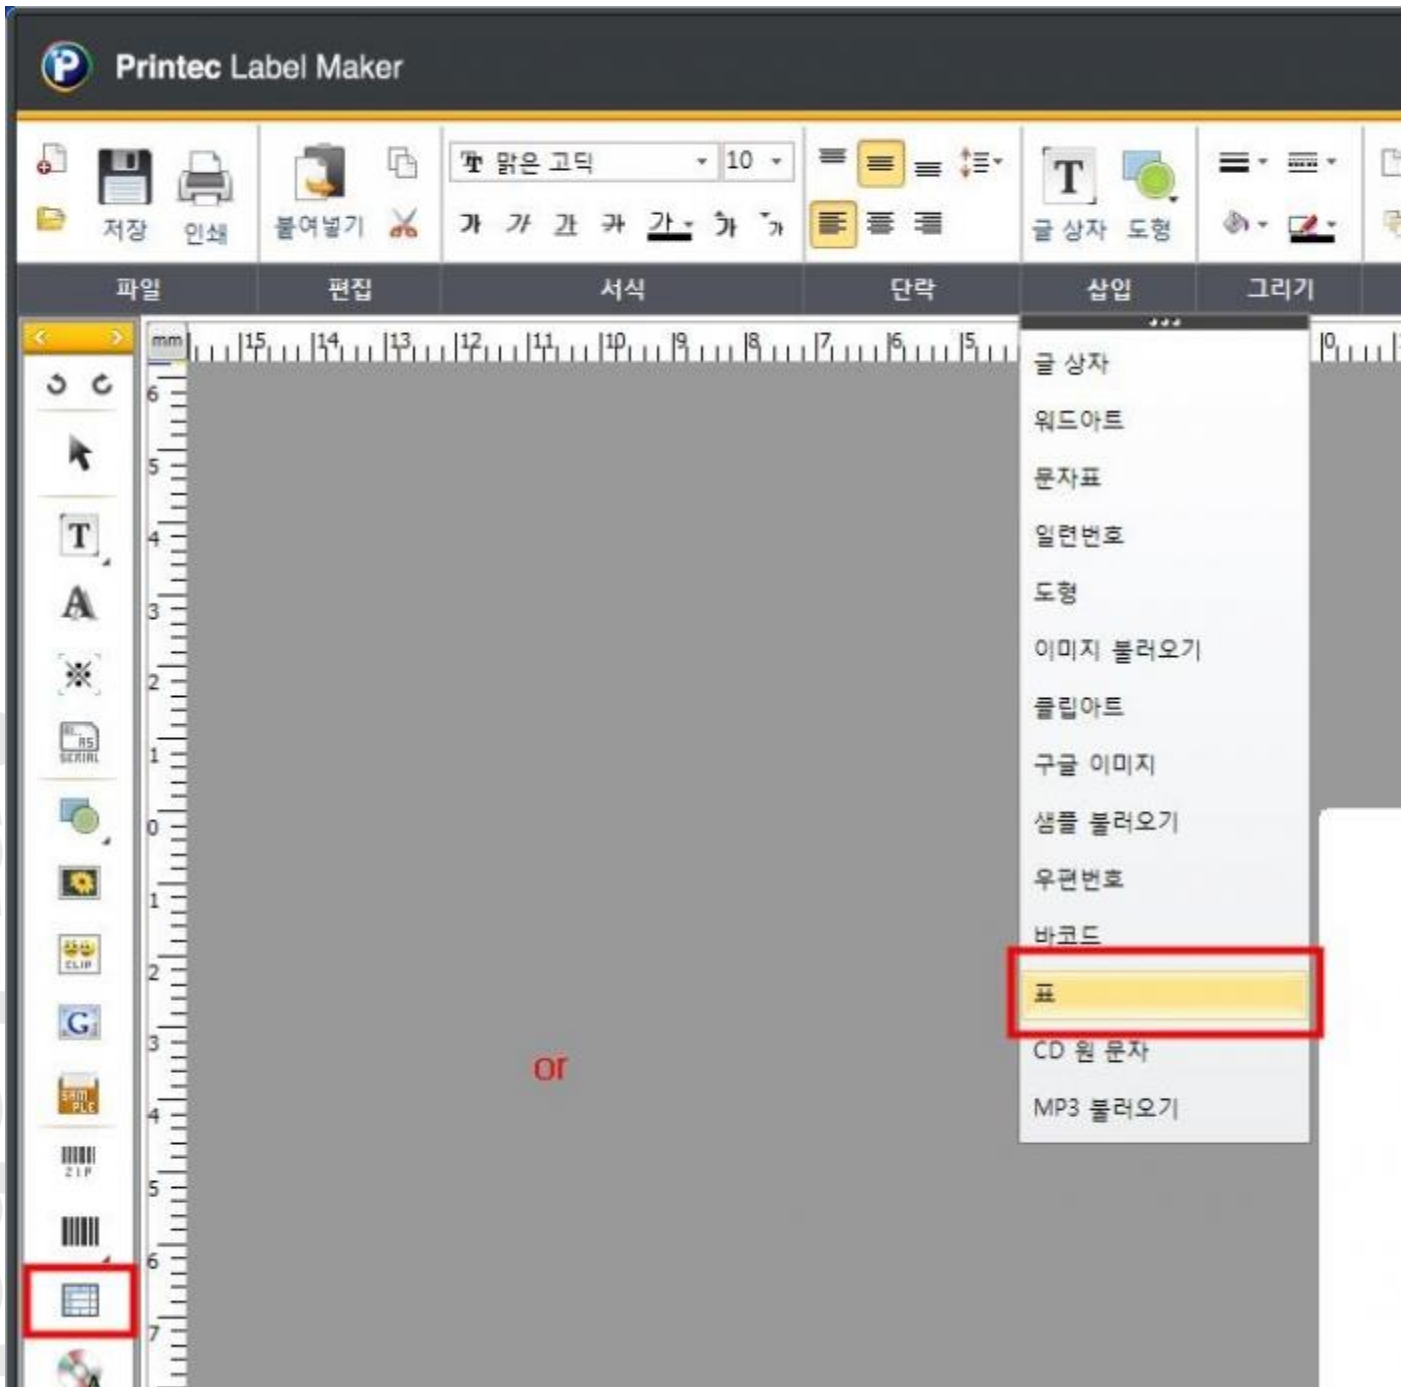 Printec Label Maker
맑은 고딕 10
저장 인쇄 붙여넣기 가 가 가 가 가 가 가 글 상자 도형
파일 편집 서식 단락 삽입 그리기
mm 15 14 13 12 11 10 9 8 7 6 5 0
글 상자
워드아트
문자표
일련번호
도형
이미지 불러오기
클립아트
구글 이미지
샘플 불러오기
우편번호
바코드
표
CD 원 문자
MP3 불러오기
6
5
4
3
2
1
0
1
2
3
4
5
6
7
T
A
※
SERIAL
CLIP
G
SAMPLE
ZIP
or